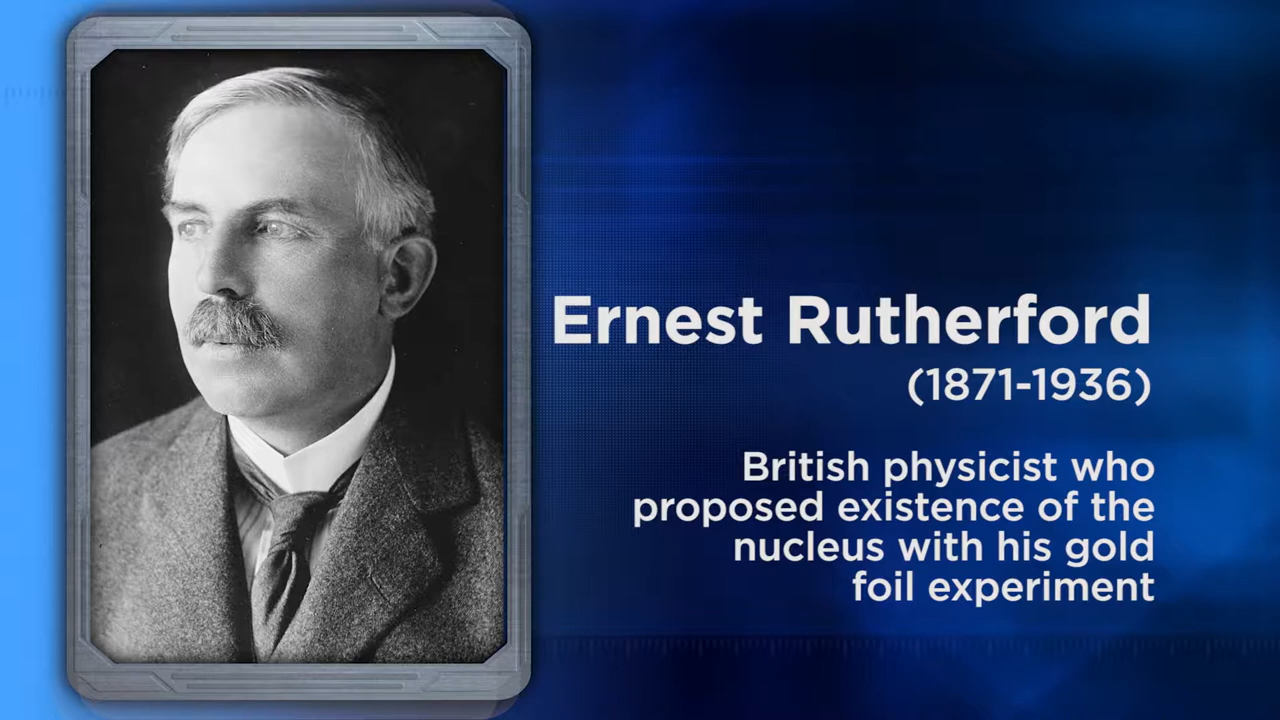 Ernest Rutherford
(1871-1936)
British physicist who
proposed existence of the
nucleus with his gold
foil experiment